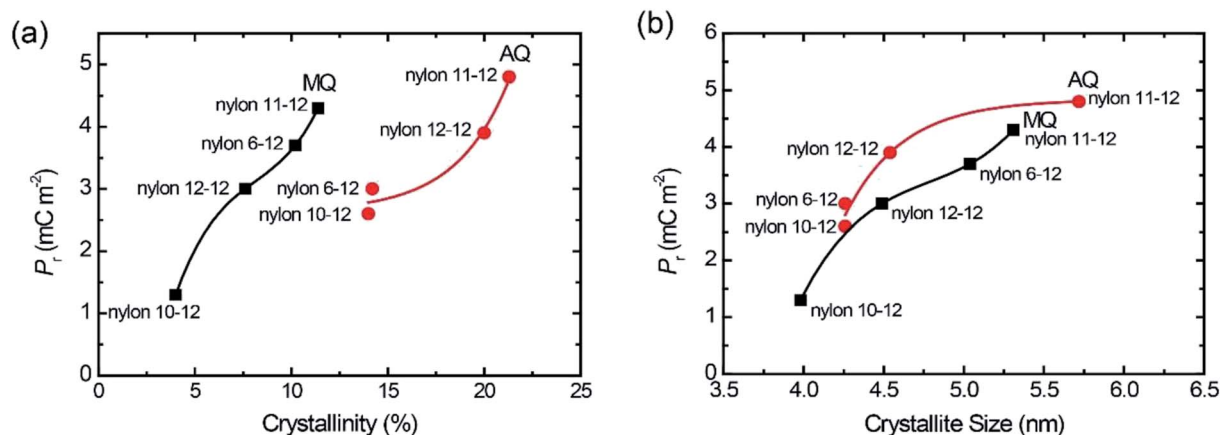 (a)
5
4
3
2
1
0
0 5 10 15 20 25
P_r (mC m⁻²)
Crystallinity (%)
MQ
nylon 11-12
nylon 6-12
nylon 12-12
nylon 10-12
AQ
nylon 11-12
nylon 12-12
nylon 6-12
nylon 10-12
(b)
6
5
4
3
2
1
0
3.5 4.0 4.5 5.0 5.5 6.0 6.5
P_r (mC m⁻²)
Crystallite Size (nm)
AQ
nylon 11-12
nylon 12-12
nylon 6-12
nylon 10-12
MQ
nylon 11-12
nylon 6-12
nylon 12-12
nylon 10-12